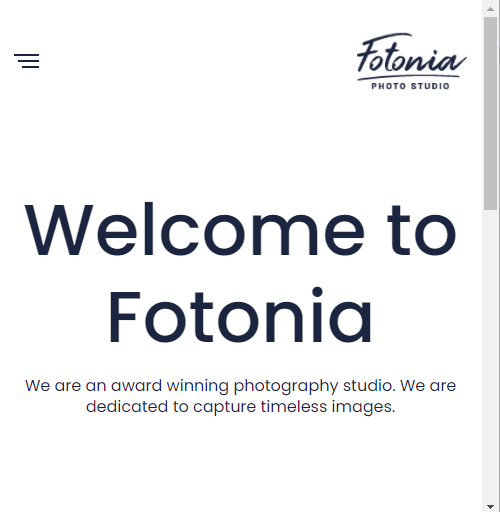 Fotonia
PHOTO STUDIO
Welcome to
Fotonia
We are an award winning photography studio. We are
dedicated to capture timeless images.